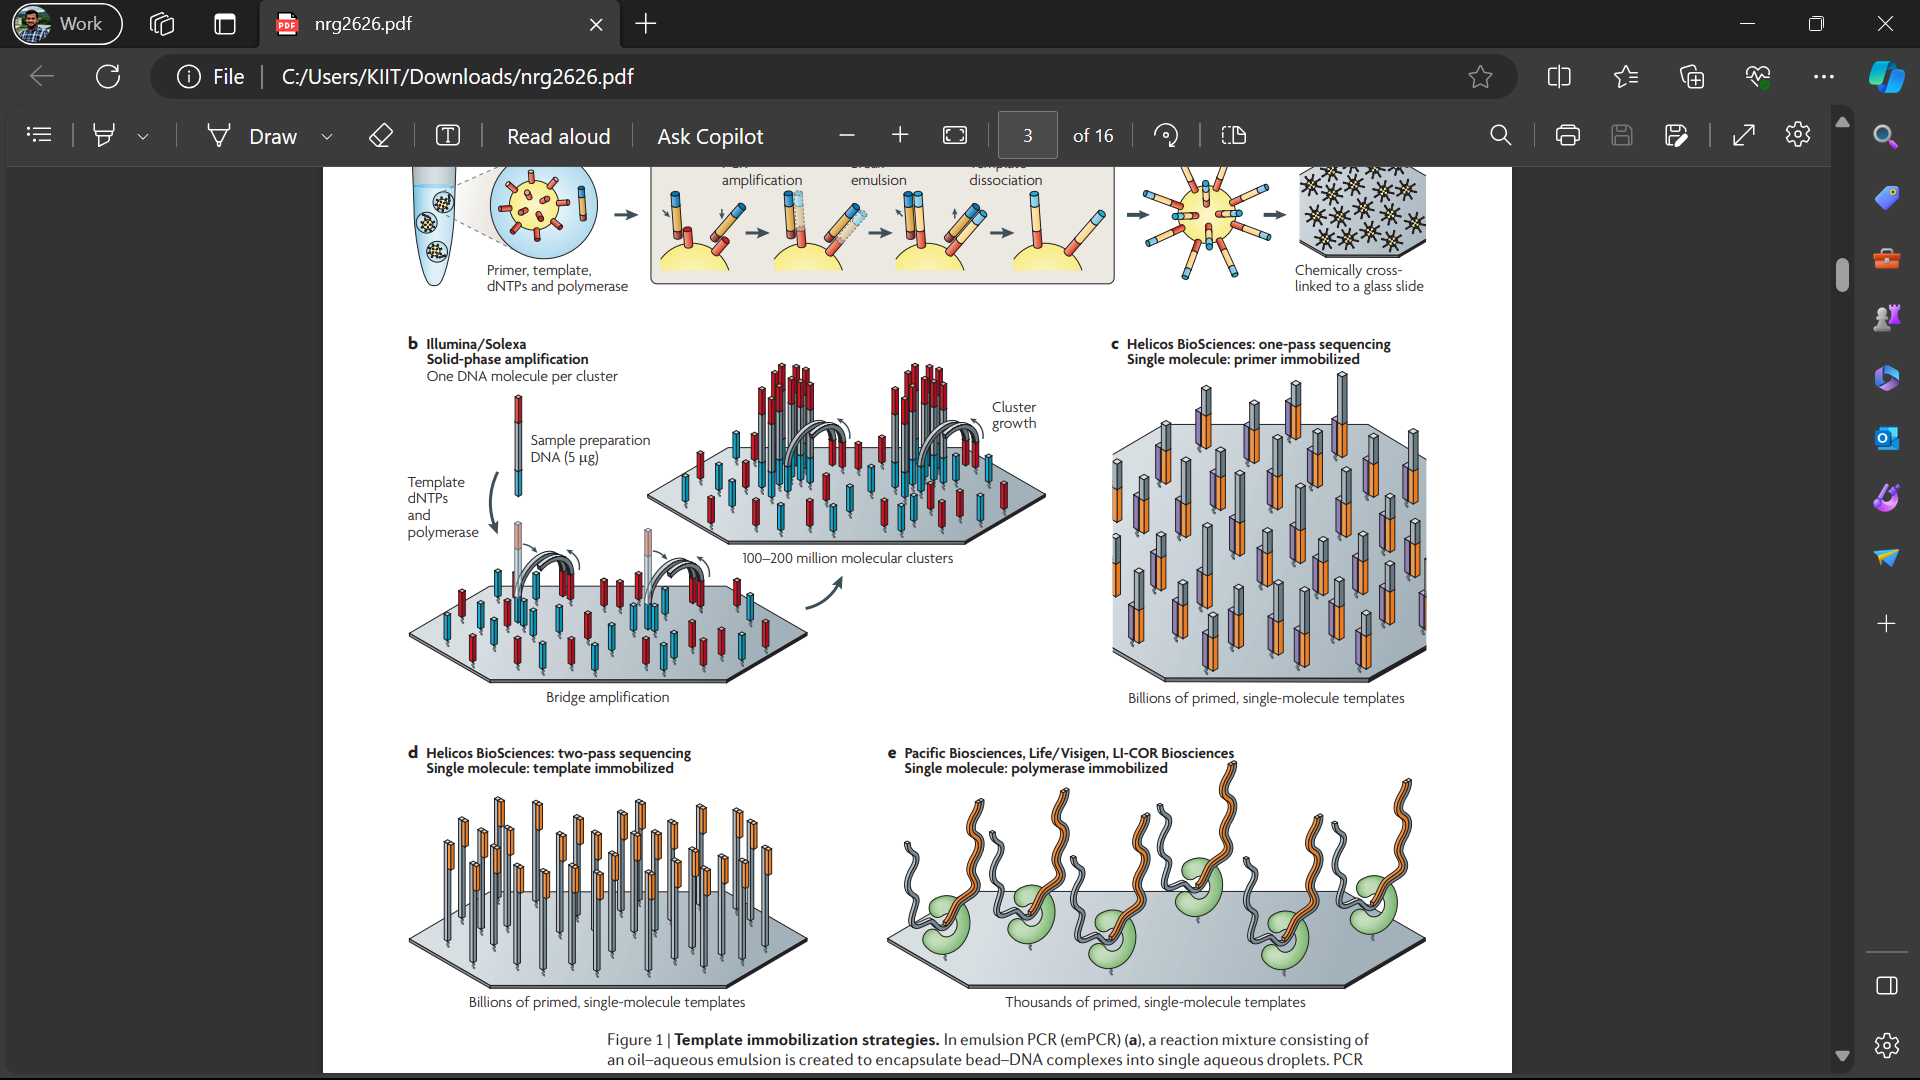 Work
nrg2626.pdf
File
C:/Users/KIIT/Downloads/nrg2626.pdf
Draw
Read aloud
Ask Copilot
3
of 16
amplification
emulsion
dissociation
Primer, template,
dNTPs and polymerase
Chemically cross-
linked to a glass slide
b Illumina/Solexa
Solid-phase amplification
One DNA molecule per cluster
Sample preparation
DNA (5 µg)
Template
dNTPs
and
polymerase
Cluster
growth
100–200 million molecular clusters
Bridge amplification
c Helicos BioSciences: one-pass sequencing
Single molecule: primer immobilized
Billions of primed, single-molecule templates
d Helicos BioSciences: two-pass sequencing
Single molecule: template immobilized
Billions of primed, single-molecule templates
e Pacific Biosciences, Life/Visigen, LI-COR Biosciences
Single molecule: polymerase immobilized
Thousands of primed, single-molecule templates
Figure 1 | Template immobilization strategies. In emulsion PCR (emPCR) (a), a reaction mixture consisting of
an oil–aqueous emulsion is created to encapsulate bead–DNA complexes into single aqueous droplets. PCR